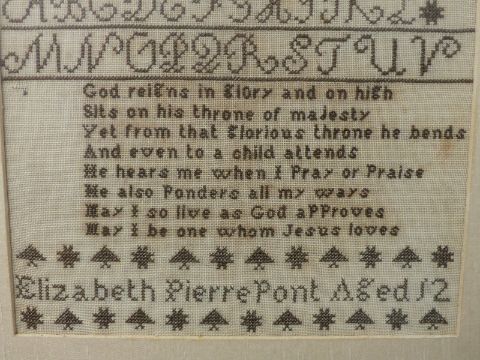 ABCDEFGHIJKL
MNOPQRSTUV
God reigns in glory and on high
Sits on his throne of majesty
Yet from that glorious throne he bends
And even to a child attends
He hears me when I Pray or Praise
He also Ponders all my ways
May I so live as God aPProves
May I be one whom Jesus loves
Elizabeth PierrePont Aged 12